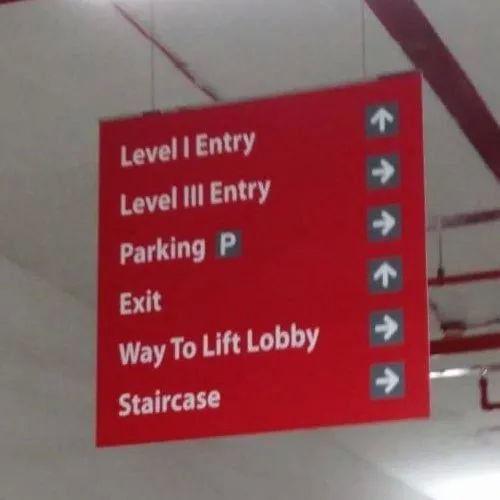 Level I Entry ↑
Level III Entry →
Parking P →
Exit ↑
Way To Lift Lobby →
Staircase →